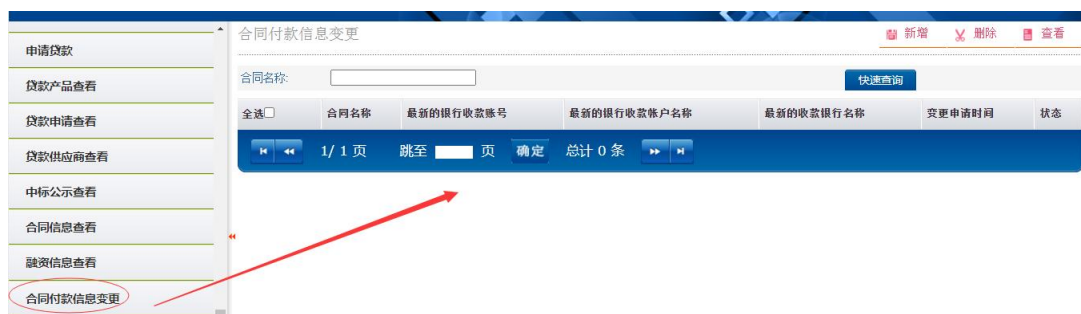 申请贷款
贷款产品查看
贷款申请查看
贷款供应商查看
中标公示查看
合同信息查看
融资信息查看
合同付款信息变更
合同付款信息变更
新增 删除 查看
合同名称: 快速查询
全选 合同名称 最新的银行收款账号 最新的银行收款帐户名称 最新的收款银行名称 变更申请时间 状态
1/ 1 页 跳至 页 确定 总计 0 条